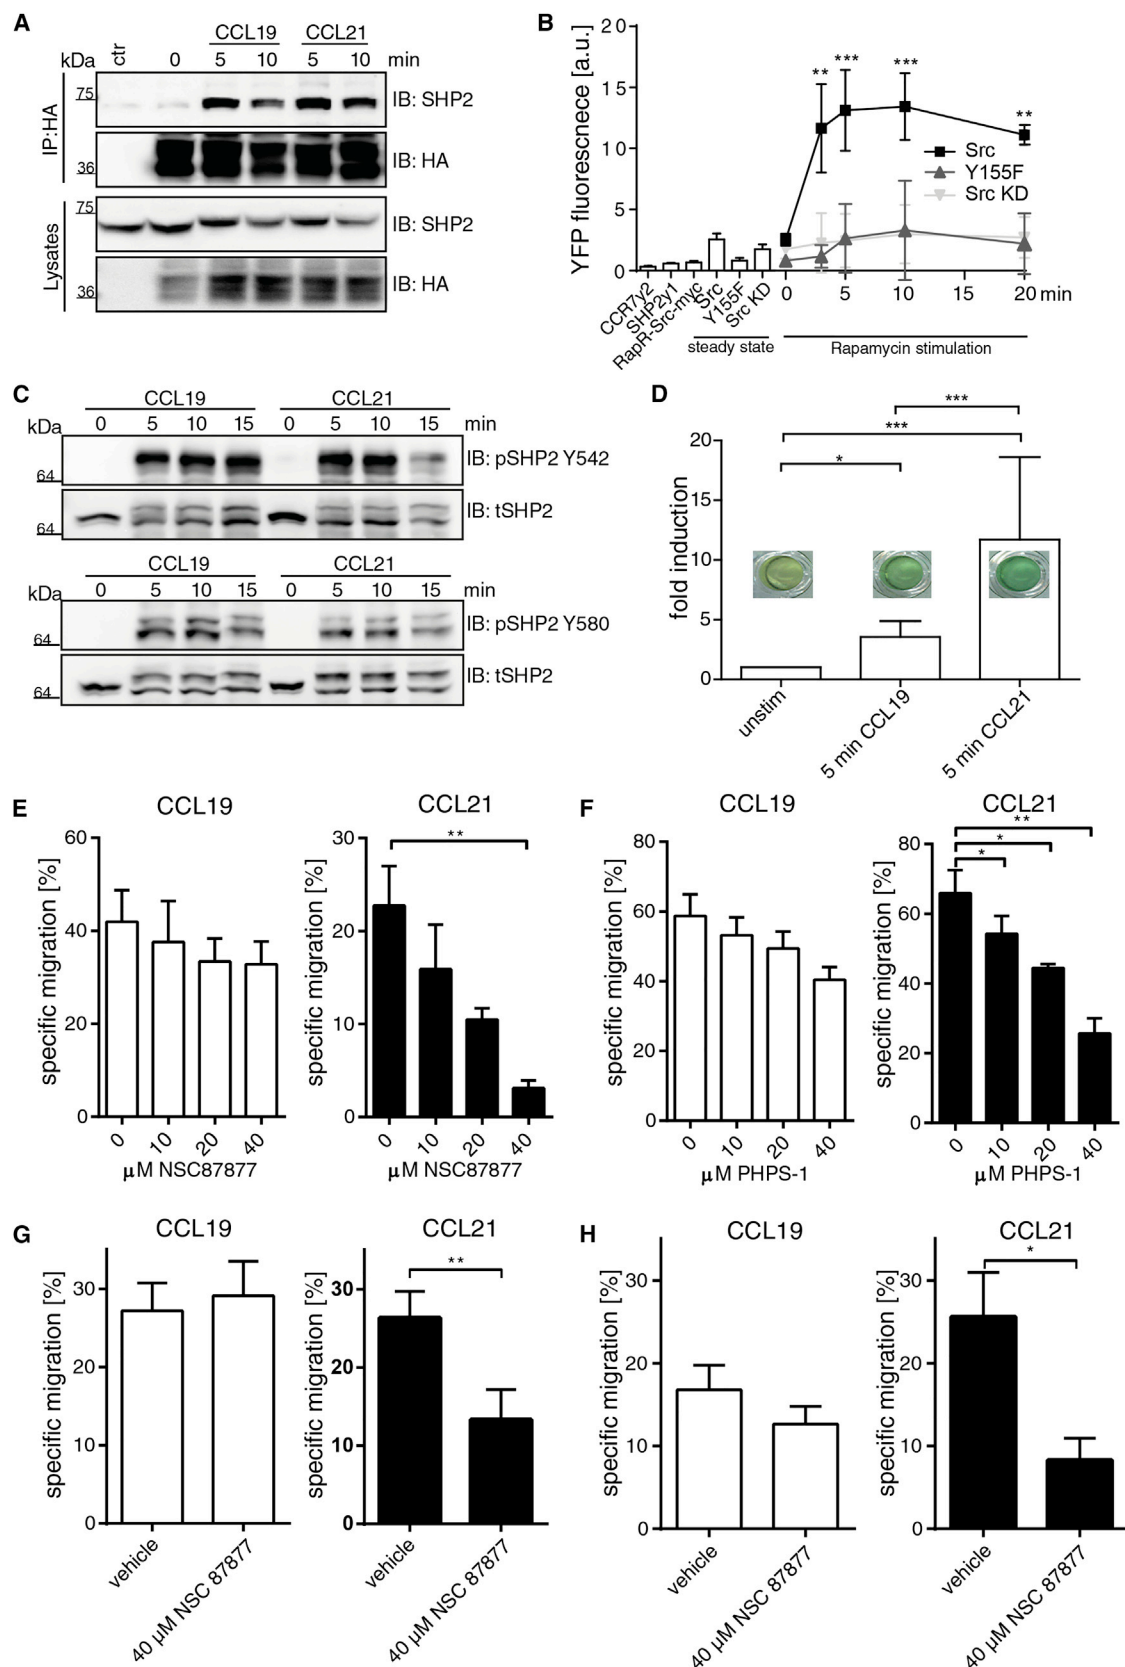 A
CCL19 CCL21
kDa ctr 0 5 10 5 10 min
IP:HA
75
IB: SHP2
36
IB: HA
Lysates
75
IB: SHP2
36
IB: HA
B
YFP fluorescnece [a.u.]
20
15
10
5
0
** *** *** **
Src
Y155F
Src KD
CCR7y2
SHP2y1
RapR-Src-myc
Src
Y155F
Src KD
0 5 10 15 20 min
steady state
Rapamycin stimulation
C
CCL19 CCL21
kDa 0 5 10 15 0 5 10 15 min
IB: pSHP2 Y542
64
IB: tSHP2
64
CCL19 CCL21
kDa 0 5 10 15 0 5 10 15 min
IB: pSHP2 Y580
64
IB: tSHP2
64
D
fold induction
20
15
10
5
0
***
***
*
unstim
5 min CCL19
5 min CCL21
E
CCL19
specific migration [%]
60
40
20
0
0 10 20 40
µM NSC87877
CCL21
specific migration [%]
30
20
10
0
**
0 10 20 40
µM NSC87877
F
CCL19
specific migration [%]
80
60
40
20
0
0 10 20 40
µM PHPS-1
CCL21
specific migration [%]
80
60
40
20
0
**
*
*
0 10 20 40
µM PHPS-1
G
CCL19
specific migration [%]
30
20
10
0
vehicle
40 µM NSC 87877
CCL21
specific migration [%]
30
20
10
0
**
vehicle
40 µM NSC 87877
H
CCL19
specific migration [%]
30
20
10
0
vehicle
40 µM NSC 87877
CCL21
specific migration [%]
30
20
10
0
*
vehicle
40 µM NSC 87877